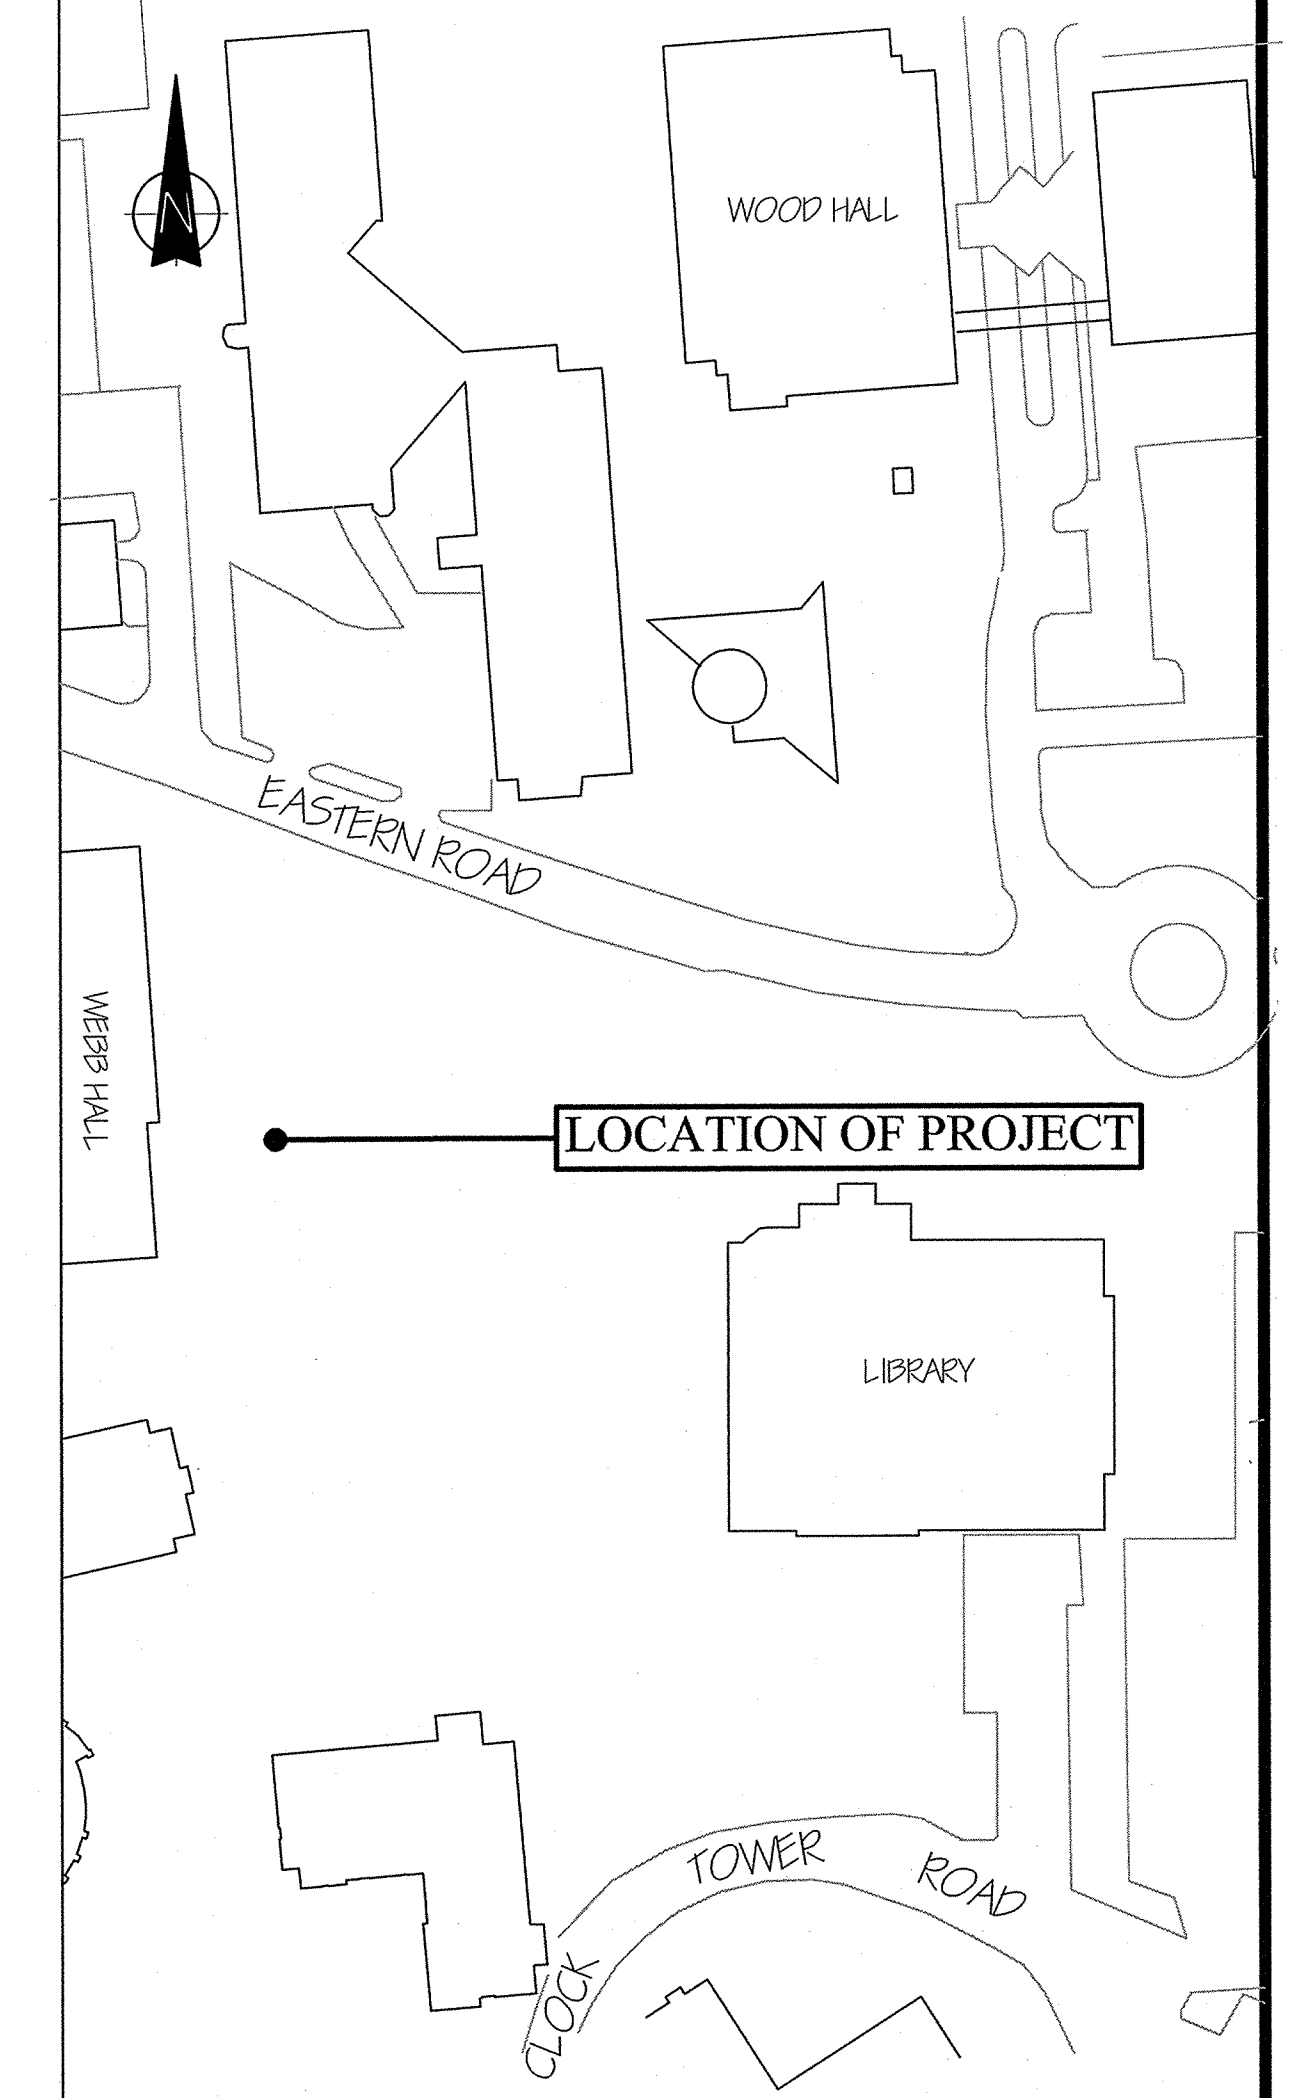 N
WOOD HALL
EASTERN ROAD
WEBB HALL
LOCATION OF PROJECT
LIBRARY
CLOCK TOWER ROAD